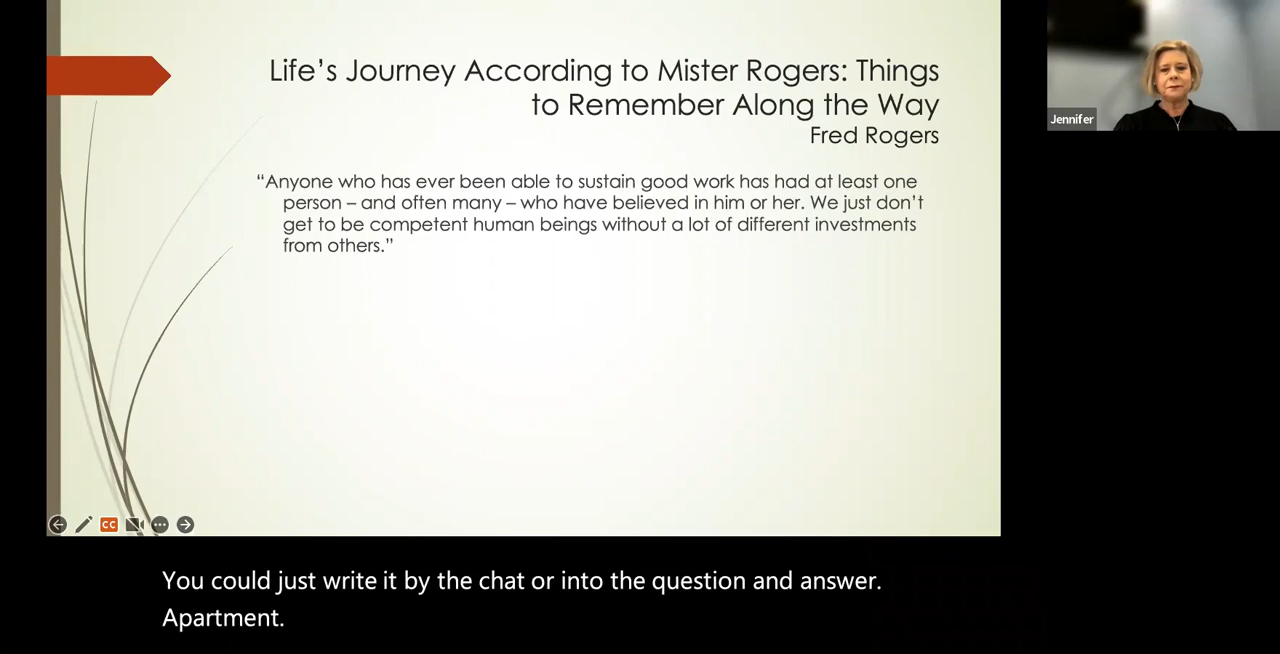 Life’s Journey According to Mister Rogers: Things
to Remember Along the Way
Fred Rogers
“Anyone who has ever been able to sustain good work has had at least one
person – and often many – who have believed in him or her. We just don’t
get to be competent human beings without a lot of different investments
from others.”
Jennifer
CC
You could just write it by the chat or into the question and answer.
Apartment.